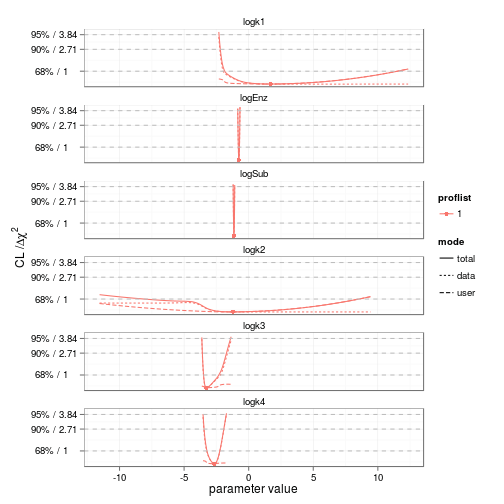 logk1
95% / 3.84
90% / 2.71
68% / 1
logEnz
95% / 3.84
90% / 2.71
68% / 1
logSub
95% / 3.84
90% / 2.71
68% / 1
logk2
95% / 3.84
90% / 2.71
68% / 1
logk3
95% / 3.84
90% / 2.71
68% / 1
logk4
95% / 3.84
90% / 2.71
68% / 1
-10 -5 0 5 10
parameter value
CL /Δχ²
proflist
1
mode
total
data
user